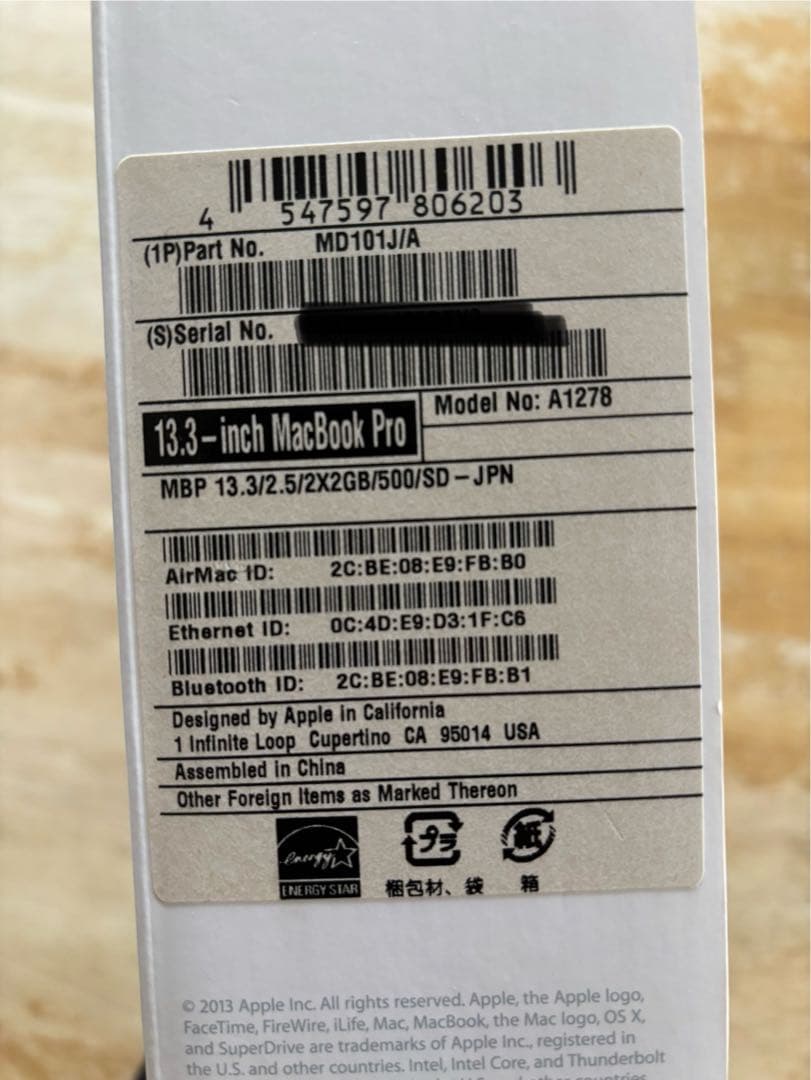 4 547597 806203
(1P)Part No. MD101J/A
(S)Serial No.
13.3-inch MacBook Pro
Model No: A1278
MBP 13.3/2.5/2X2GB/500/SD-JPN
AirMac ID: 2C:BE:08:E9:FB:B0
Ethernet ID: 0C:4D:E9:D3:1F:C6
Bluetooth ID: 2C:BE:08:E9:FB:B1
Designed by Apple in California
1 Infinite Loop Cupertino CA 95014 USA
Assembled in China
Other Foreign Items as Marked Thereon
energy
ENERGY STAR
プラ
梱包材、袋
紙
箱
© 2013 Apple Inc. All rights reserved. Apple, the Apple logo,
FaceTime, FireWire, iLife, Mac, MacBook, the Mac logo, OS X,
and SuperDrive are trademarks of Apple Inc., registered in
the U.S. and other countries. Intel, Intel Core, and Thunderbolt